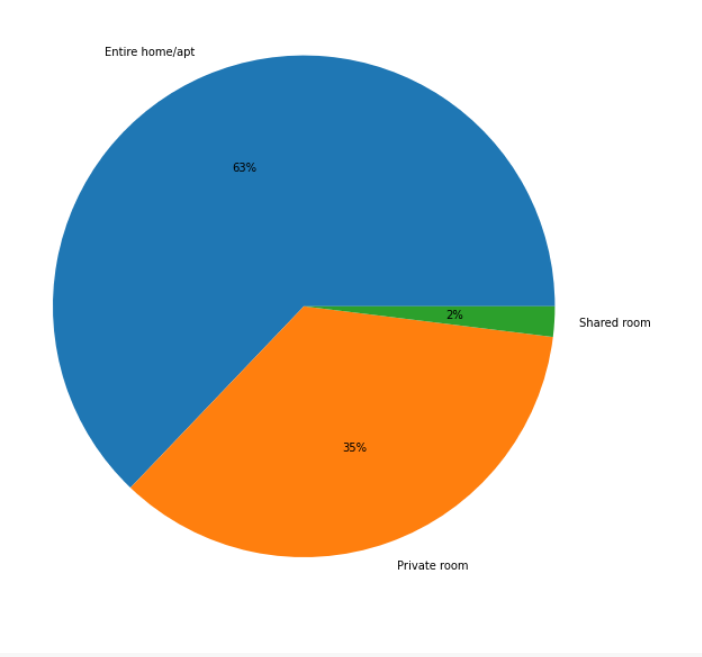 Entire home/apt
63%
2%
Shared room
35%
Private room